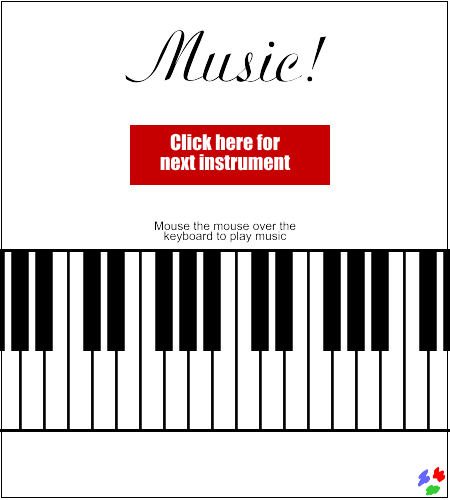 Music!
Click here for
next instrument
Mouse the mouse over the
keyboard to play music